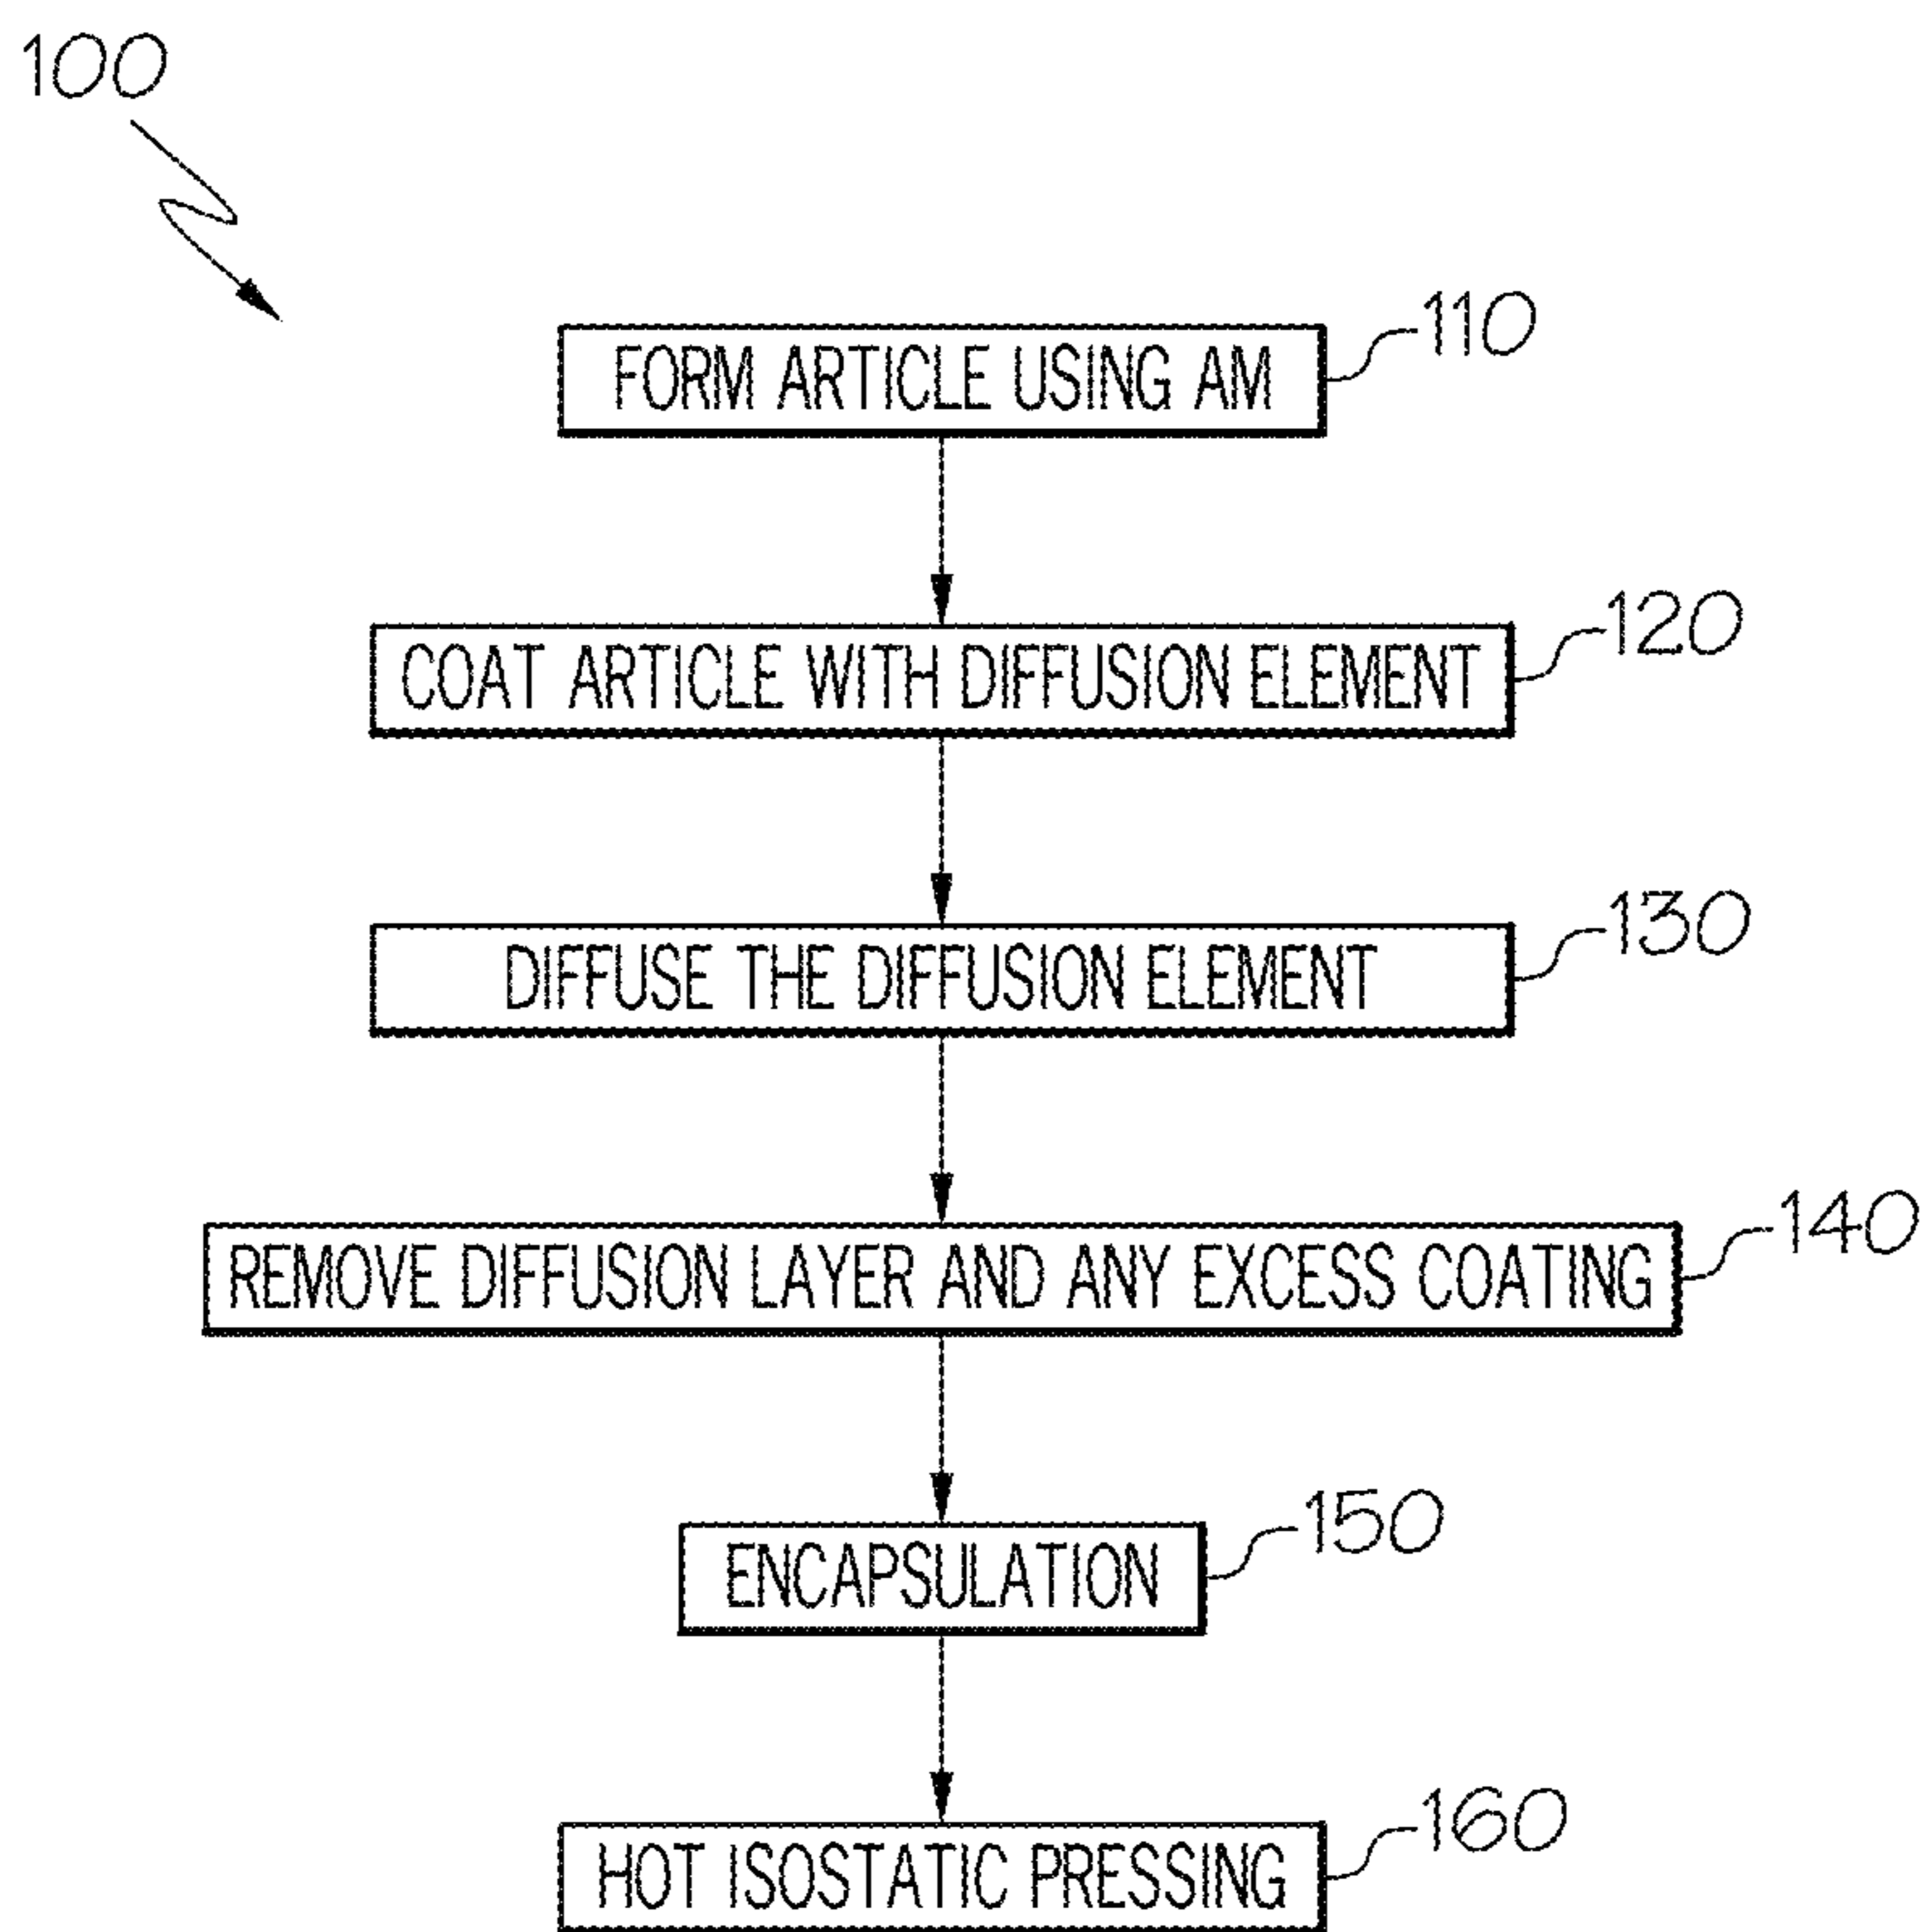 100
FORM ARTICLE USING AM
110
COAT ARTICLE WITH DIFFUSION ELEMENT
120
DIFFUSE THE DIFFUSION ELEMENT
130
REMOVE DIFFUSION LAYER AND ANY EXCESS COATING
140
ENCAPSULATION
150
HOT ISOSTATIC PRESSING
160